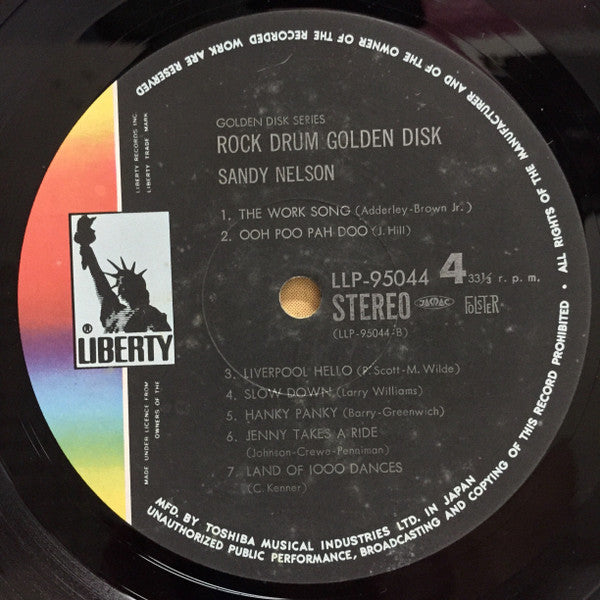 GOLDEN DISK SERIES
ROCK DRUM GOLDEN DISK
SANDY NELSON
1. THE WORK SONG (Adderley-Brown Jr.)
2. OOH POO PAH DOO (J. Hill)
LLP-95044 4 33⅓ r. p. m.
STEREO JASRAC FOLSTER
(LLP-95044-B)
3. LIVERPOOL HELLO (P. Scott-M. Wilde)
4. SLOW DOWN (Larry Williams)
5. HANKY PANKY (Barry-Greenwich)
6. JENNY TAKES A RIDE
(Johnson-Crewe-Penniman)
7. LAND OF 1000 DANCES
(C. Kenner)
® LIBERTY
LIBERTY RECORDS INC.
LIBERTY TRADE MARK
MADE UNDER LICENCE FROM
OWNERS OF THE
MFD. BY TOSHIBA MUSICAL INDUSTRIES LTD. IN JAPAN
ALL RIGHTS OF THE MANUFACTURER AND OF THE OWNER OF THE RECORDED WORK ARE RESERVED
UNAUTHORIZED PUBLIC PERFORMANCE, BROADCASTING AND COPYING OF THIS RECORD PROHIBITED •